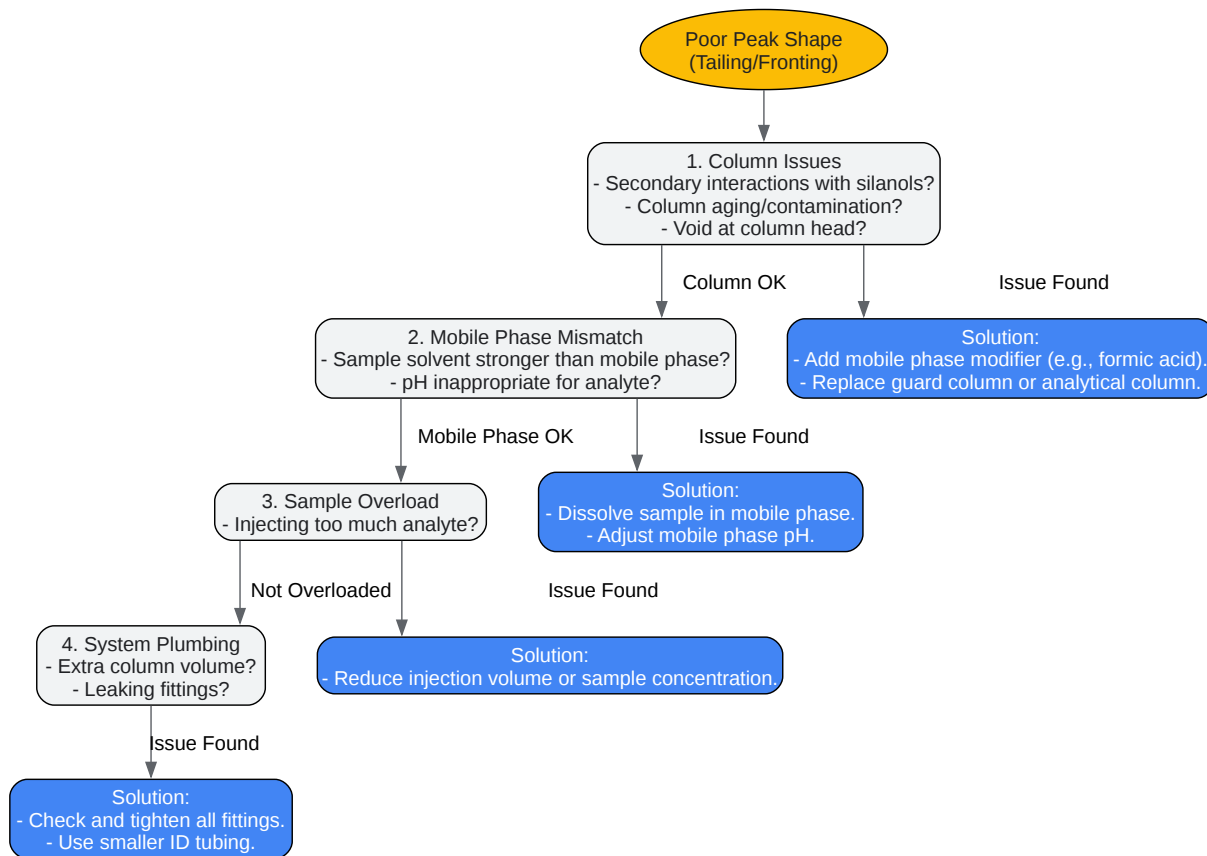 Poor Peak Shape
(Tailing/Fronting)
1. Column Issues
- Secondary interactions with silanols?
- Column aging/contamination?
- Void at column head?
Column OK
Issue Found
2. Mobile Phase Mismatch
- Sample solvent stronger than mobile phase?
- pH inappropriate for analyte?
Solution:
- Add mobile phase modifier (e.g., formic acid).
- Replace guard column or analytical column.
Mobile Phase OK
Issue Found
3. Sample Overload
- Injecting too much analyte?
Solution:
- Dissolve sample in mobile phase.
- Adjust mobile phase pH.
Not Overloaded
Issue Found
4. System Plumbing
- Extra column volume?
- Leaking fittings?
Solution:
- Reduce injection volume or sample concentration.
Issue Found
Solution:
- Check and tighten all fittings.
- Use smaller ID tubing.